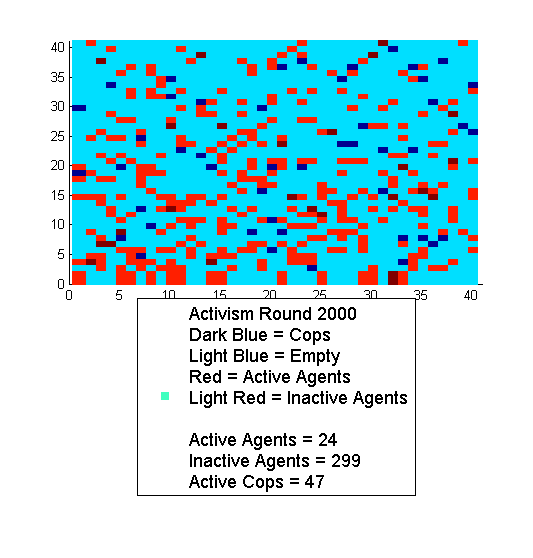 40
35
30
25
20
15
10
5
0
0 5 10 15 20 25 30 35 40
Activism Round 2000
Dark Blue = Cops
Light Blue = Empty
Red = Active Agents
Light Red = Inactive Agents
Active Agents = 24
Inactive Agents = 299
Active Cops = 47